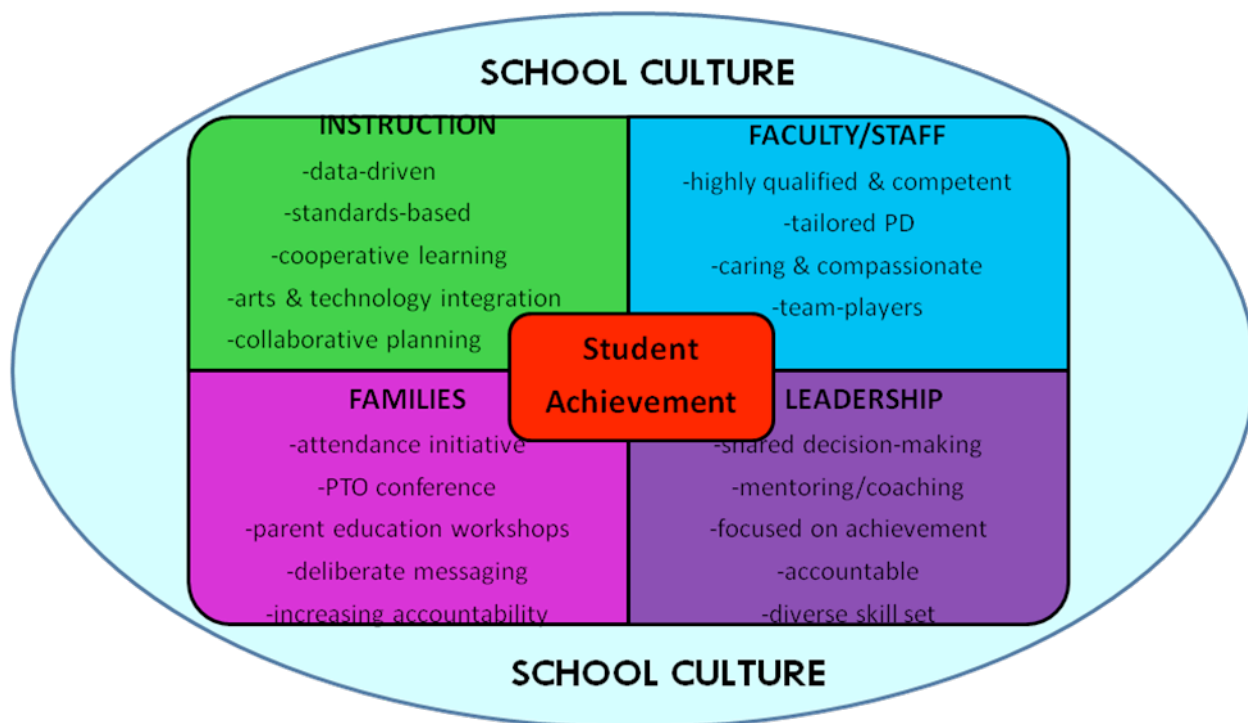 SCHOOL CULTURE
INSTRUCTION
-data-driven
-standards-based
-cooperative learning
-arts & technology integration
-collaborative planning
FACULTY/STAFF
-highly qualified & competent
-tailored PD
-caring & compassionate
-team-players
Student
Achievement
FAMILIES
-attendance initiative
-PTO conference
-parent education workshops
-deliberate messaging
-increasing accountability
LEADERSHIP
-shared decision-making
-mentoring/coaching
-focused on achievement
-accountable
-diverse skill set
SCHOOL CULTURE